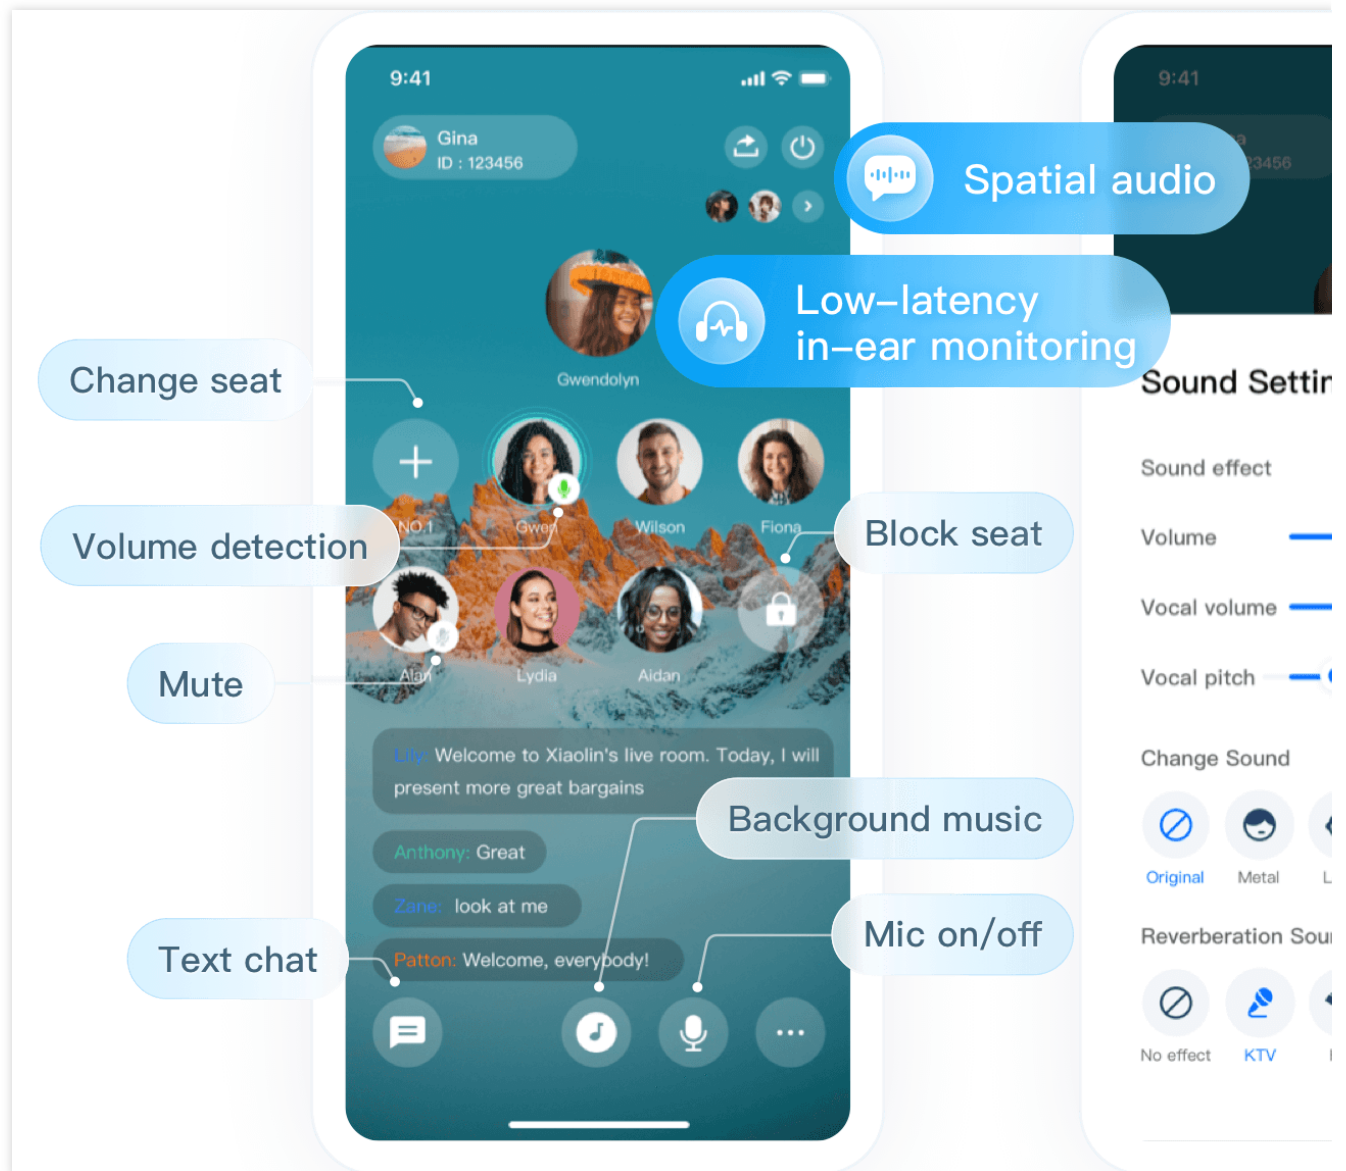 9:41
Gina
ID : 123456
Spatial audio
Low-latency
in-ear monitoring
Gwendolyn
Change seat
NO.1
Gwen
Wilson
Fiona
Volume detection
Block seat
Mute
Alan
Lydia
Aidan
Lily: Welcome to Xiaolin's live room. Today, I will
present more great bargains
Background music
Anthony: Great
Zane: look at me
Mic on/off
Text chat
Patton: Welcome, everybody!
9:41
Sound Settin
Sound effect
Volume
Vocal volume
Vocal pitch
Change Sound
Original
Metal
L
Reverberation Sou
No effect
KTV